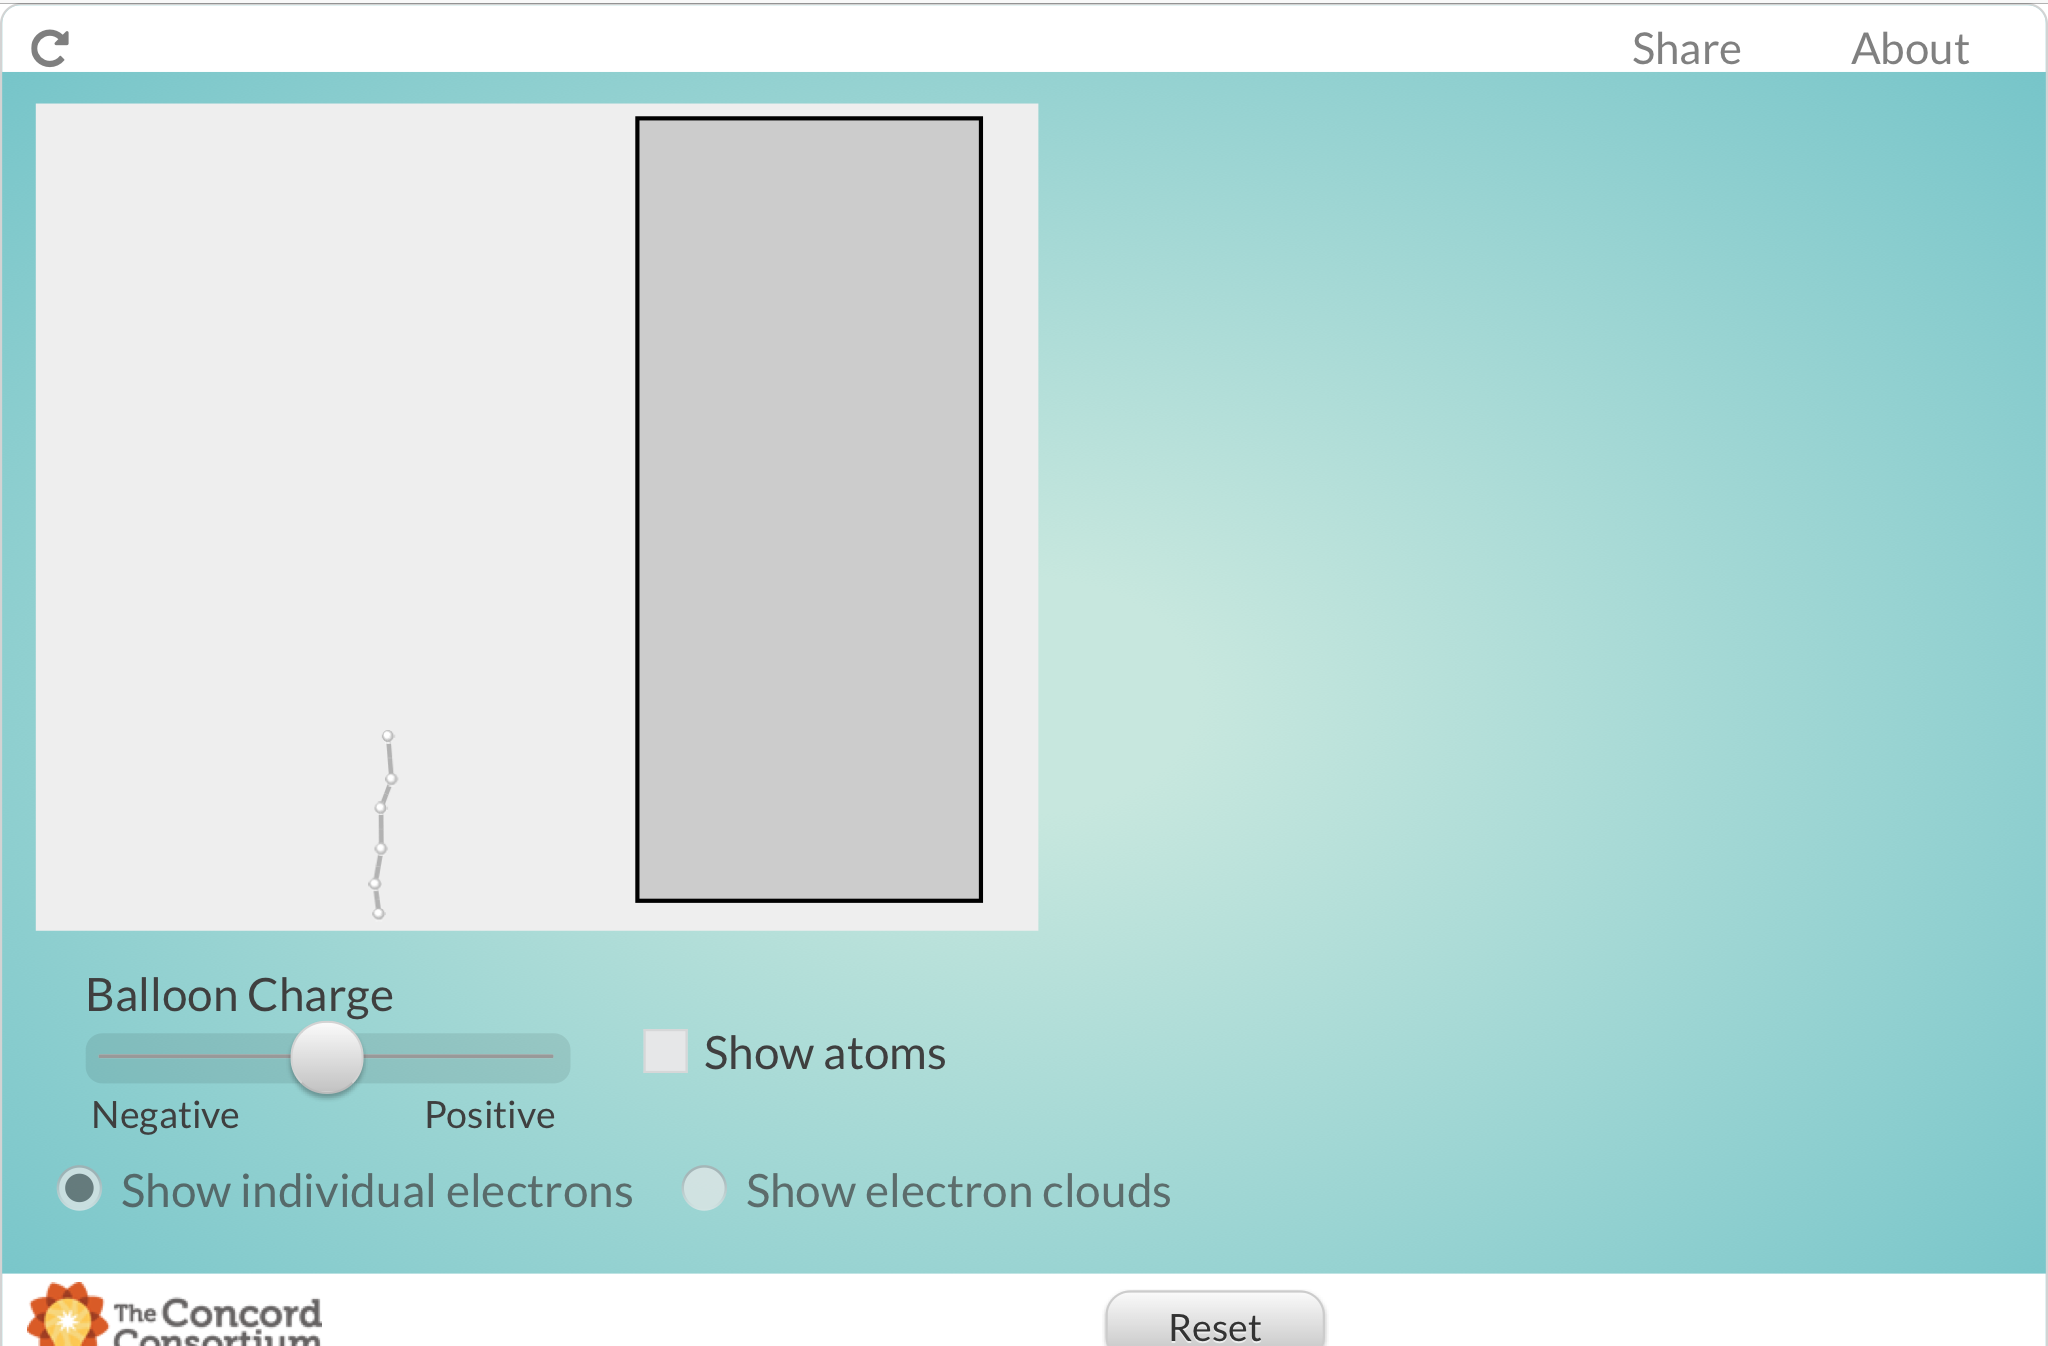 Share About
Balloon Charge
Show atoms
Negative Positive
Show individual electrons Show electron clouds
The Concord
Consortium
Reset